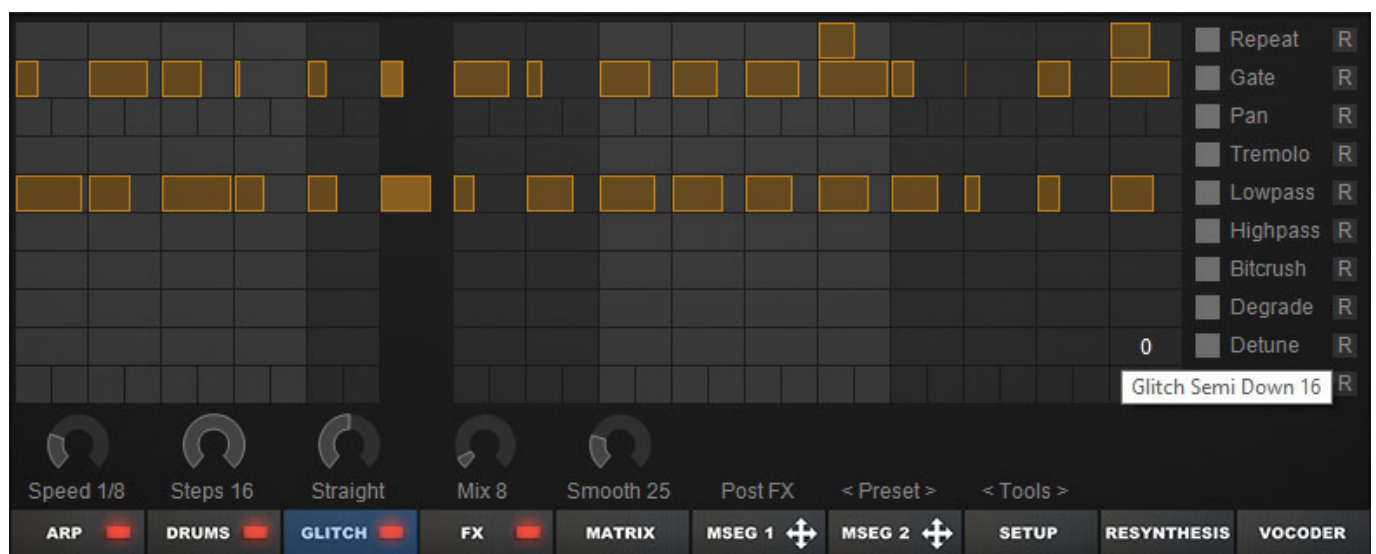 Repeat R
Gate R
Pan R
Tremolo R
Lowpass R
Highpass R
Bitcrush R
Degrade R
0 Detune R
Glitch Semi Down 16 R
Speed 1/8 Steps 16 Straight Mix 8 Smooth 25 Post FX < Preset > < Tools >
ARP DRUMS GLITCH FX MATRIX MSEG 1 MSEG 2 SETUP RESYNTHESIS VOCODER